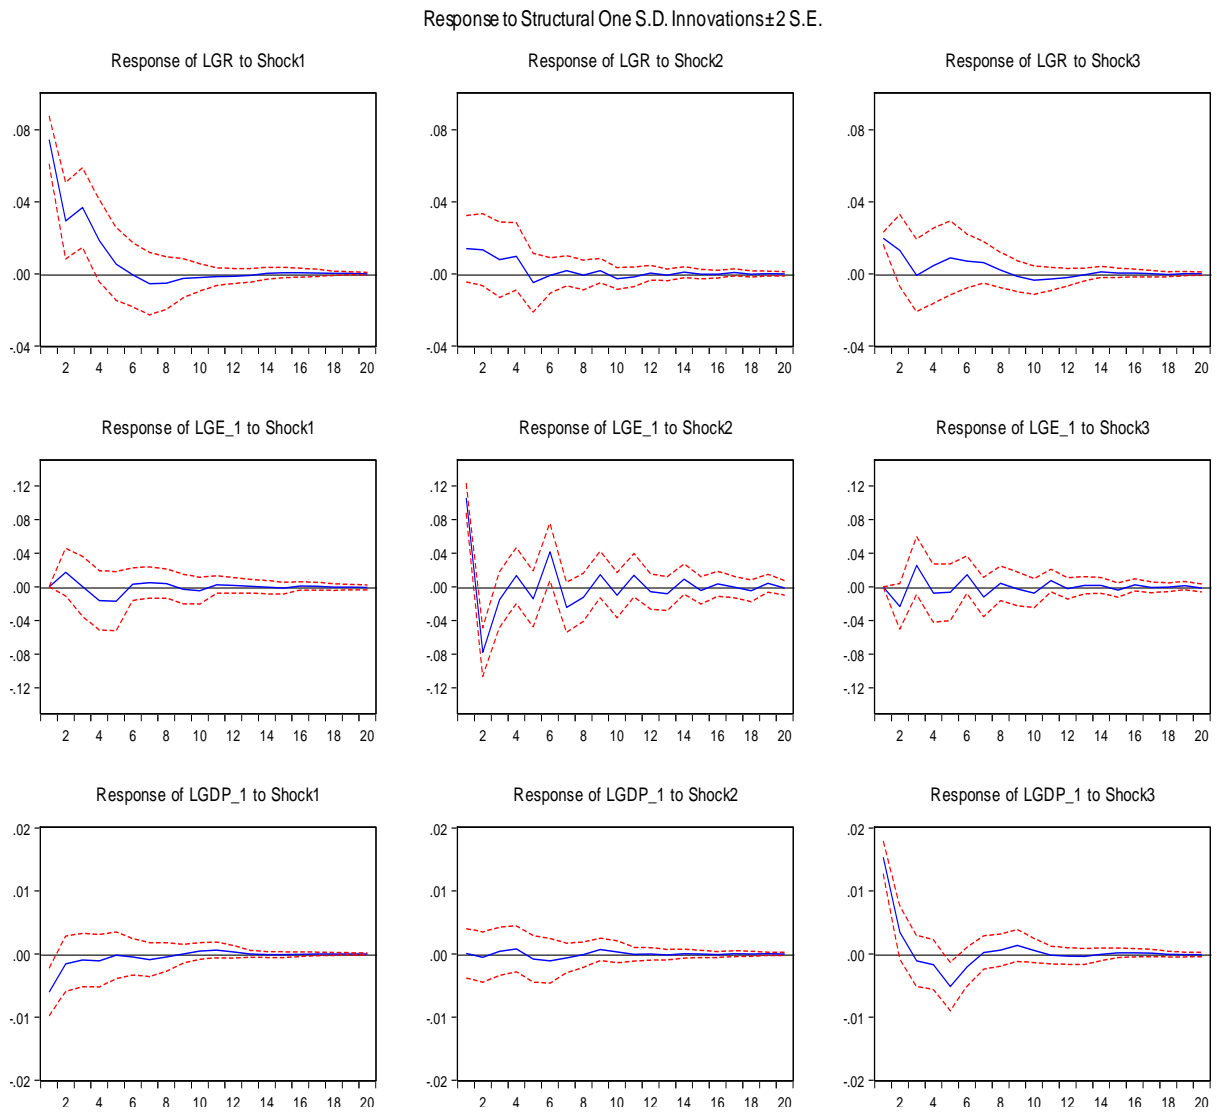 Response to Structural One S.D. Innovations ± 2 S.E.
Response of LGR to Shock1
Response of LGR to Shock2
Response of LGR to Shock3
.08
.04
.00
-.04
2 4 6 8 10 12 14 16 18 20
.08
.04
.00
-.04
2 4 6 8 10 12 14 16 18 20
.08
.04
.00
-.04
2 4 6 8 10 12 14 16 18 20
Response of LGE_1 to Shock1
Response of LGE_1 to Shock2
Response of LGE_1 to Shock3
.12
.08
.04
.00
-.04
-.08
-.12
2 4 6 8 10 12 14 16 18 20
.12
.08
.04
.00
-.04
-.08
-.12
2 4 6 8 10 12 14 16 18 20
.12
.08
.04
.00
-.04
-.08
-.12
2 4 6 8 10 12 14 16 18 20
Response of LGDP_1 to Shock1
Response of LGDP_1 to Shock2
Response of LGDP_1 to Shock3
.02
.01
.00
-.01
-.02
2 4 6 8 10 12 14 16 18 20
.02
.01
.00
-.01
-.02
2 4 6 8 10 12 14 16 18 20
.02
.01
.00
-.01
-.02
2 4 6 8 10 12 14 16 18 20